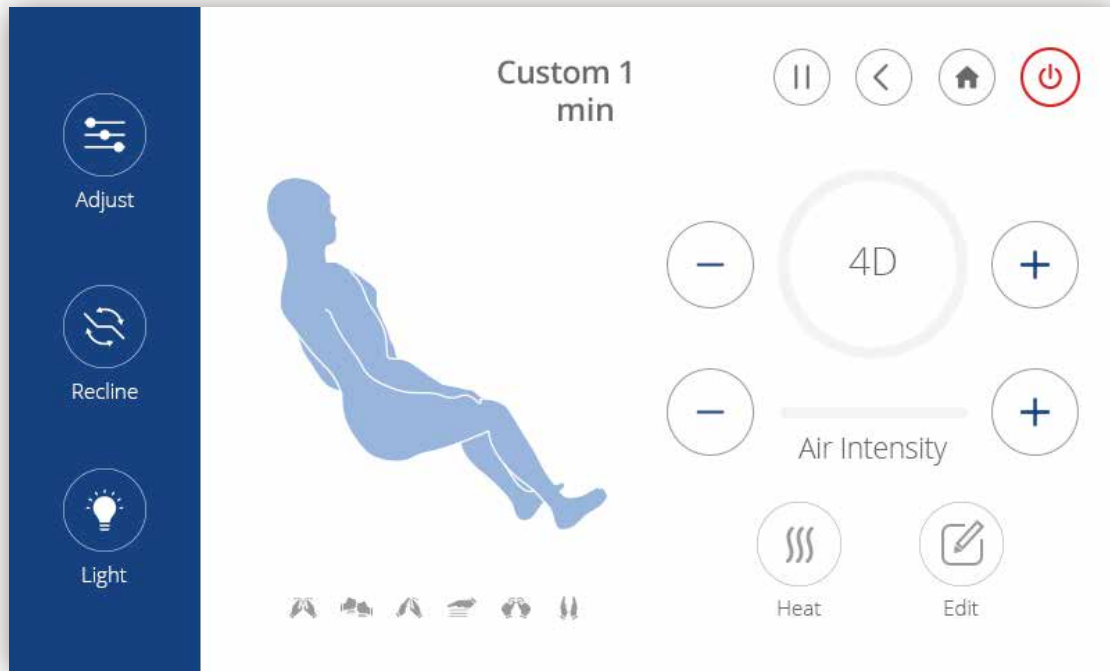 Custom 1
min
Adjust
Recline
Light
4D
Air Intensity
Heat
Edit